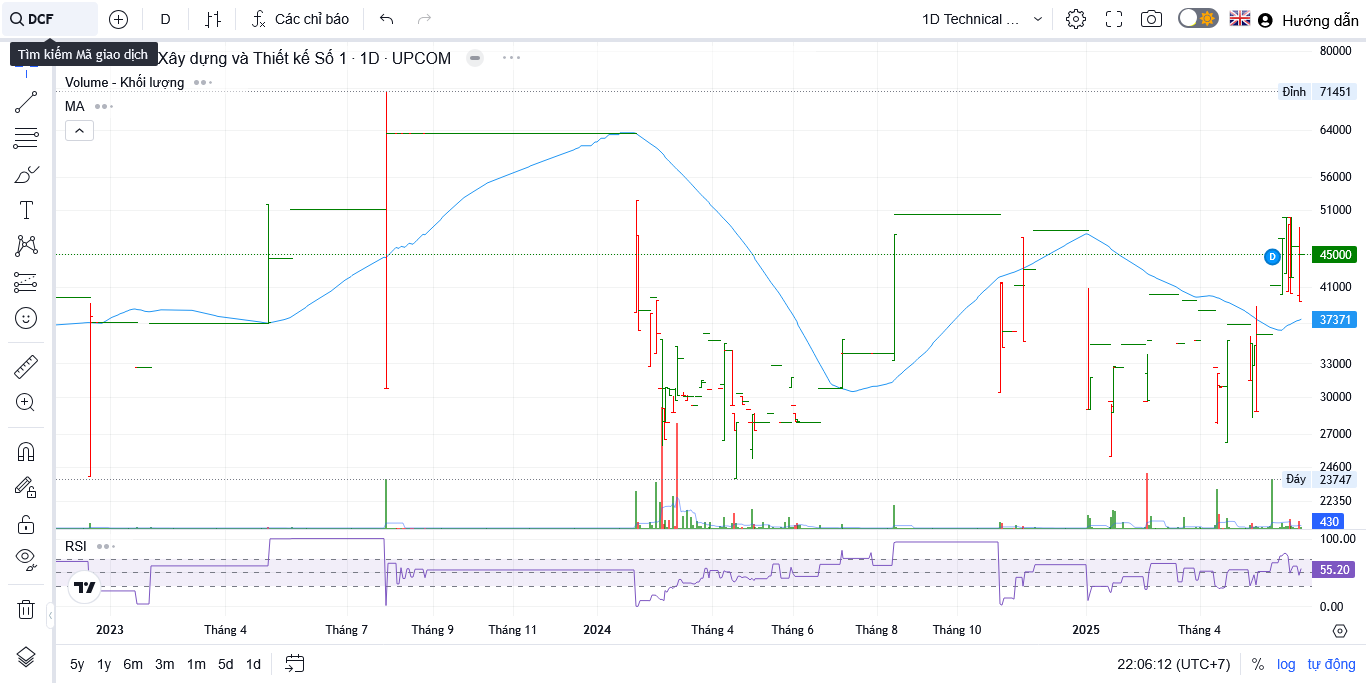 DCF
D
Các chỉ báo
1D Technical ...
Hướng dẫn
Tìm kiếm Mã giao dịch
Xây dựng và Thiết kế Số 1 · 1D · UPCOM
Volume - Khối lượng
MA
80000
Đỉnh 71451
64000
56000
51000
D
45000
41000
37371
33000
30000
27000
24600
Đáy 23747
22350
430
RSI
100.00
55.20
0.00
2023 Tháng 4 Tháng 7 Tháng 9 Tháng 11 2024 Tháng 4 Tháng 6 Tháng 8 Tháng 10 2025 Tháng 4
5y 1y 6m 3m 1m 5d 1d
22:06:12 (UTC+7) % log tự động